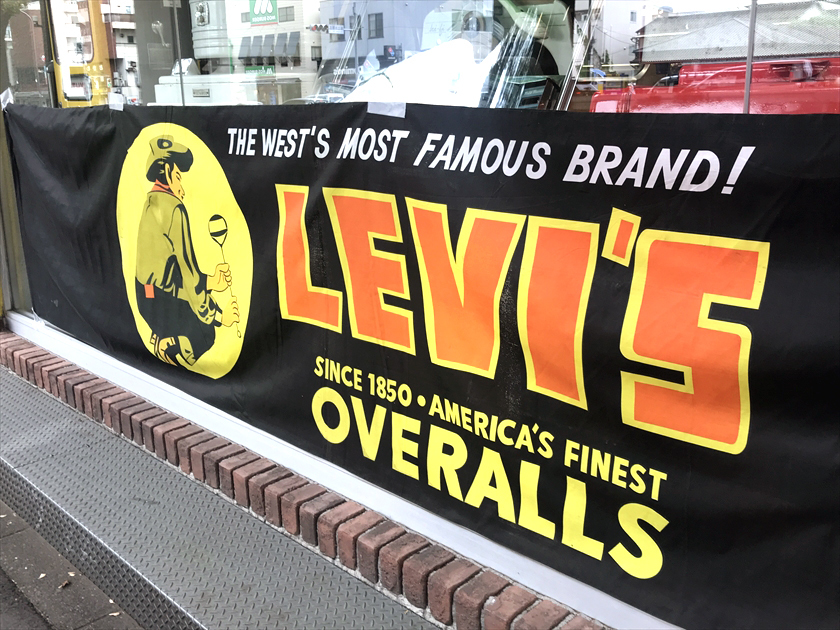 THE WEST'S MOST FAMOUS BRAND!
LEVI'S
SINCE 1850 • AMERICA'S FINEST
OVERALLS